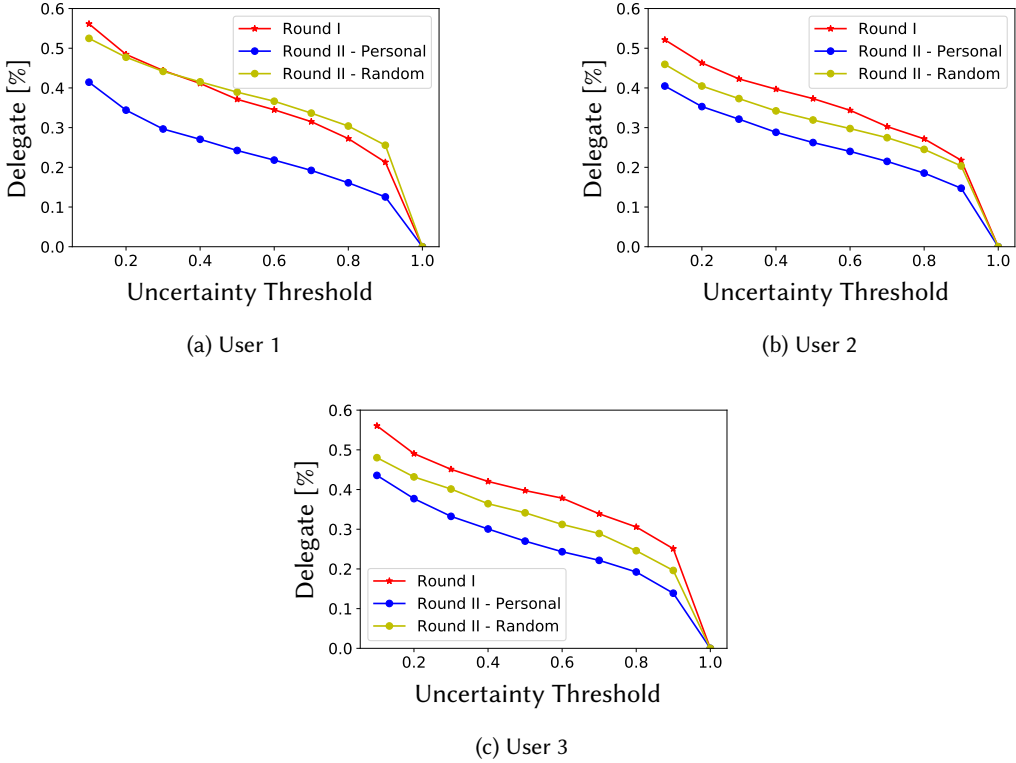 0.6
0.5
0.4
0.3
0.2
0.1
0.0
Delegate [%]
Round I
Round II - Personal
Round II - Random
0.2 0.4 0.6 0.8 1.0
Uncertainty Threshold
(a) User 1
0.6
0.5
0.4
0.3
0.2
0.1
0.0
Delegate [%]
Round I
Round II - Personal
Round II - Random
0.2 0.4 0.6 0.8 1.0
Uncertainty Threshold
(b) User 2
0.6
0.5
0.4
0.3
0.2
0.1
0.0
Delegate [%]
Round I
Round II - Personal
Round II - Random
0.2 0.4 0.6 0.8 1.0
Uncertainty Threshold
(c) User 3